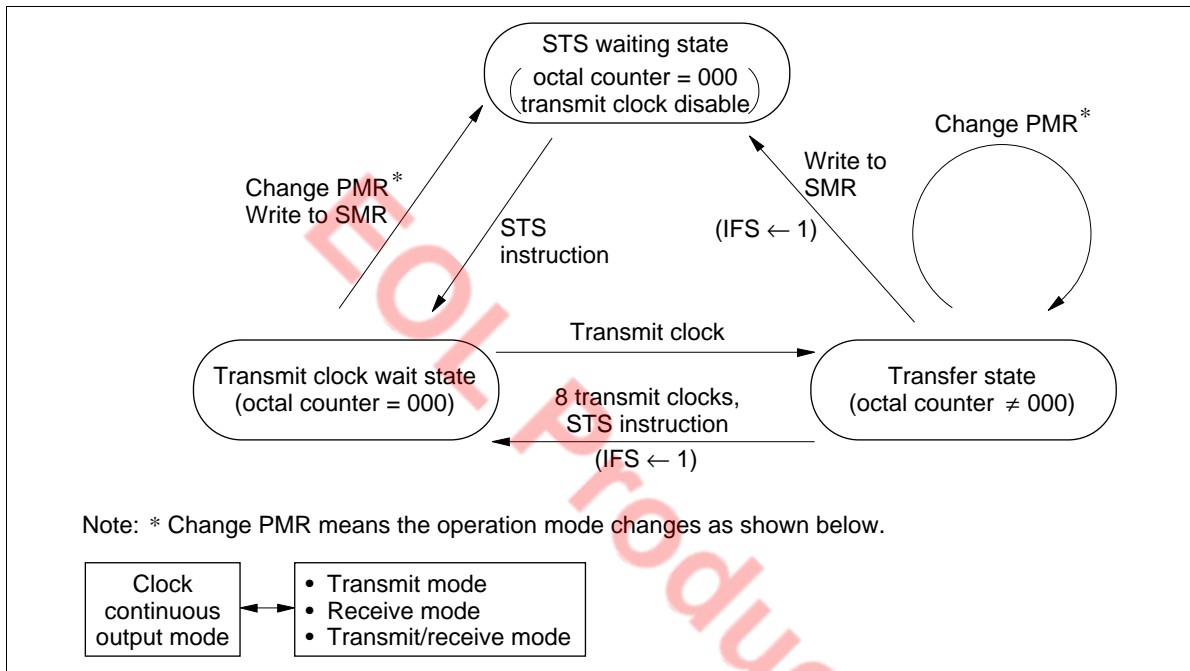 STS waiting state
octal counter = 000
transmit clock disable
Change PMR*
Change PMR*
Write to SMR
Write to
SMR
(IFS ← 1)
STS
instruction
Transmit clock
Transmit clock wait state
(octal counter = 000)
Transfer state
(octal counter ≠ 000)
8 transmit clocks,
STS instruction
(IFS ← 1)
Note: * Change PMR means the operation mode changes as shown below.
Clock
continuous
output mode
• Transmit mode
• Receive mode
• Transmit/receive mode
EOL Produc